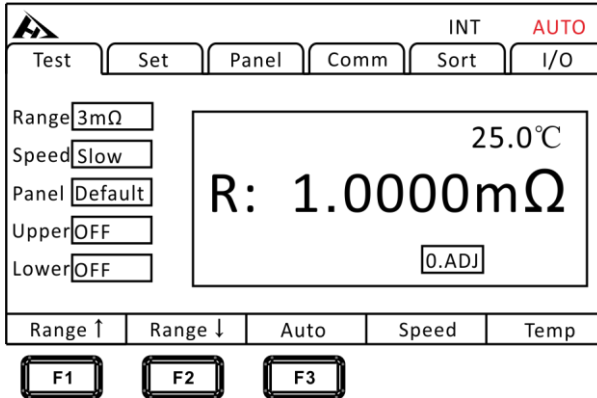 INT AUTO
Test Set Panel Comm Sort I/O
Range 3mΩ
Speed Slow
Panel Default
Upper OFF
Lower OFF
25.0℃
R: 1.0000mΩ
0.ADJ
Range ↑ Range ↓ Auto Speed Temp
F1 F2 F3